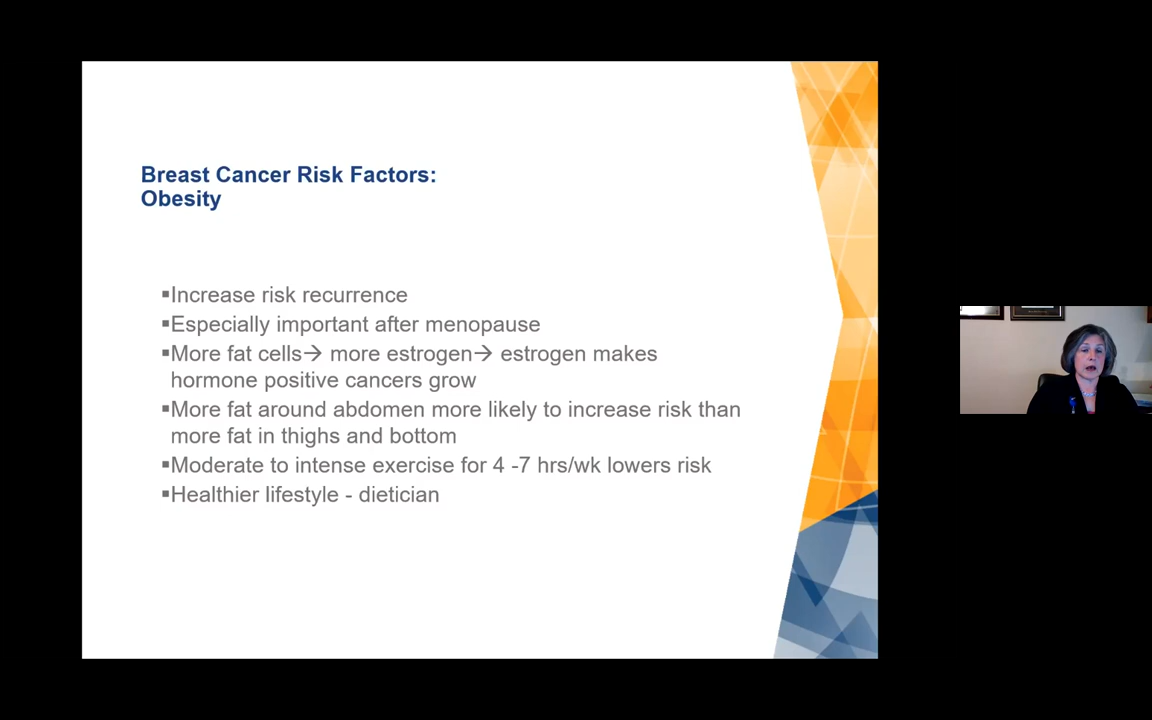 Breast Cancer Risk Factors:
Obesity
▪Increase risk recurrence
▪Especially important after menopause
▪More fat cells→ more estrogen→ estrogen makes
hormone positive cancers grow
▪More fat around abdomen more likely to increase risk than
more fat in thighs and bottom
▪Moderate to intense exercise for 4 -7 hrs/wk lowers risk
▪Healthier lifestyle - dietician